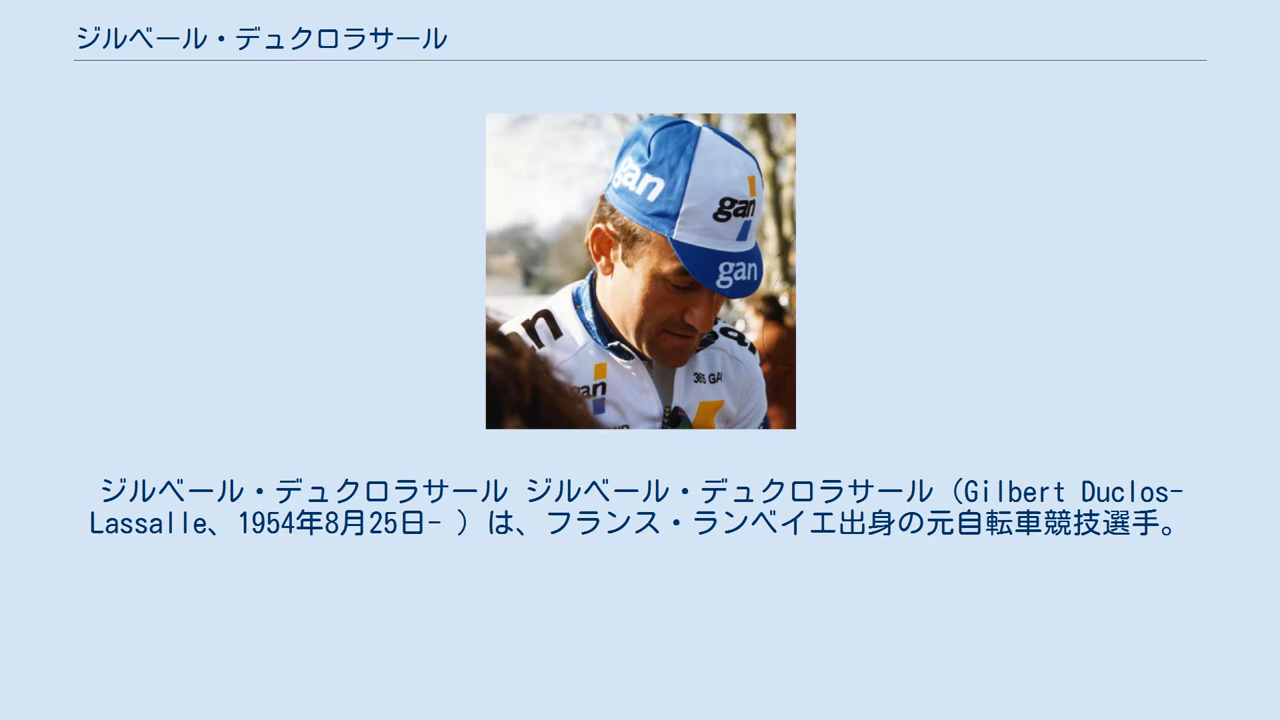 ジルベール・デュクロラサール
gan
gan
gan
an
an
365 GA
ジルベール・デュクロラサール ジルベール・デュクロラサール（Gilbert Duclos-
Lassalle、1954年8月25日- ）は、フランス・ランベイエ出身の元自転車競技選手。